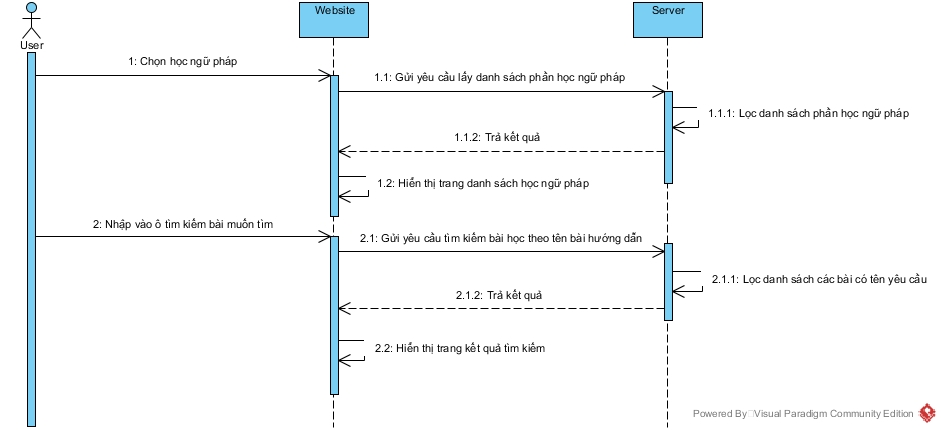 Website
Server
User
1: Chọn học ngữ pháp
1.1: Gửi yêu cầu lấy danh sách phần học ngữ pháp
1.1.1: Lọc danh sách phần học ngữ pháp
1.1.2: Trả kết quả
1.2: Hiển thị trang danh sách học ngữ pháp
2: Nhập vào ô tìm kiếm bài muốn tìm
2.1: Gửi yêu cầu tìm kiếm bài học theo tên bài hướng dẫn
2.1.1: Lọc danh sách các bài có tên yêu cầu
2.1.2: Trả kết quả
2.2: Hiển thị trang kết quả tìm kiếm
Powered By Visual Paradigm Community Edition